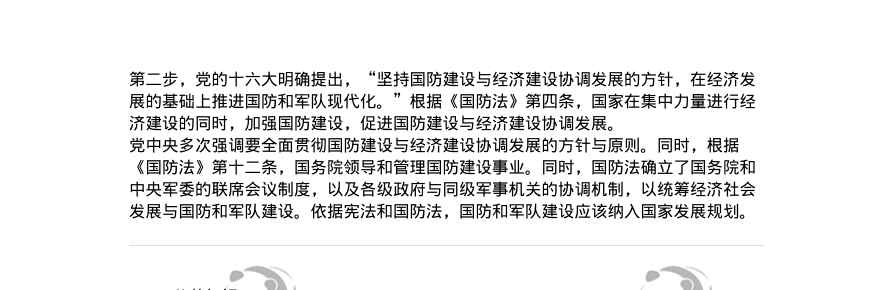 第二步，党的十六大明确提出，“坚持国防建设与经济建设协调发展的方针，在经济发
展的基础上推进国防和军队现代化。”根据《国防法》第四条，国家在集中力量进行经
济建设的同时，加强国防建设，促进国防建设与经济建设协调发展。
党中央多次强调要全面贯彻国防建设与经济建设协调发展的方针与原则。同时，根据
《国防法》第十二条，国务院领导和管理国防建设事业。同时，国防法确立了国务院和
中央军委的联席会议制度，以及各级政府与同级军事机关的协调机制，以统筹经济社会
发展与国防和军队建设。依据宪法和国防法，国防和军队建设应该纳入国家发展规划。